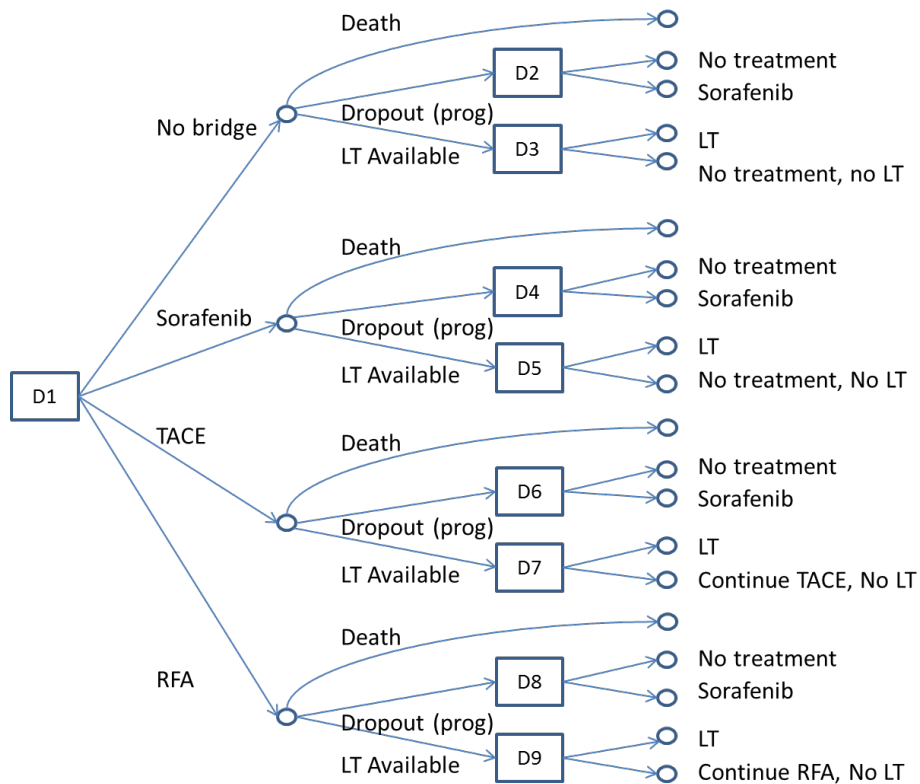 Death
D2
No treatment
Sorafenib
No bridge
Dropout (prog)
LT Available
D3
LT
No treatment, no LT
Death
D4
No treatment
Sorafenib
Sorafenib
Dropout (prog)
LT Available
D5
LT
No treatment, No LT
D1
TACE
Death
D6
No treatment
Sorafenib
Dropout (prog)
LT Available
D7
LT
Continue TACE, No LT
RFA
Death
D8
No treatment
Sorafenib
Dropout (prog)
LT Available
D9
LT
Continue RFA, No LT